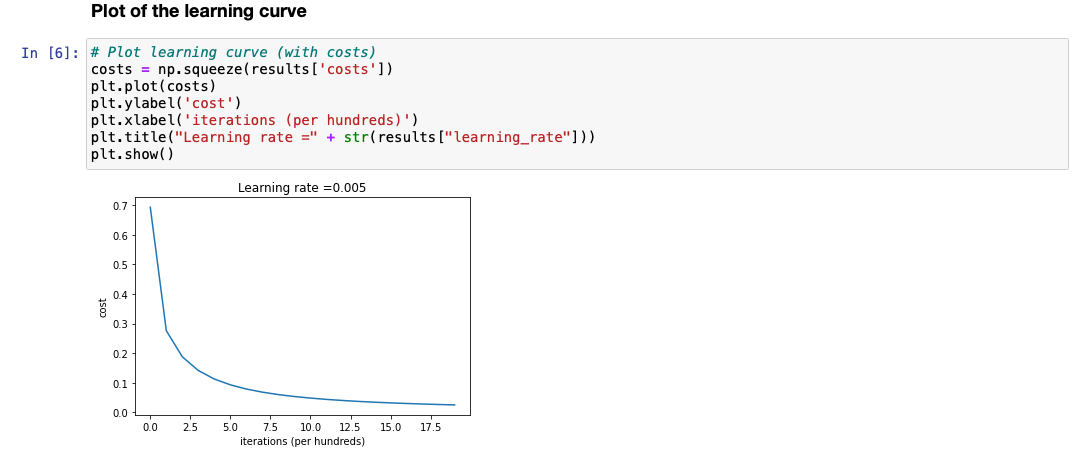 Plot of the learning curve
In [6]: # Plot learning curve (with costs)
costs = np.squeeze(results['costs'])
plt.plot(costs)
plt.ylabel('cost')
plt.xlabel('iterations (per hundreds)')
plt.title("Learning rate =" + str(results["learning_rate"]))
plt.show()
Learning rate =0.005
0.7
0.6
0.5
0.4
0.3
0.2
0.1
0.0
cost
0.0 2.5 5.0 7.5 10.0 12.5 15.0 17.5
iterations (per hundreds)